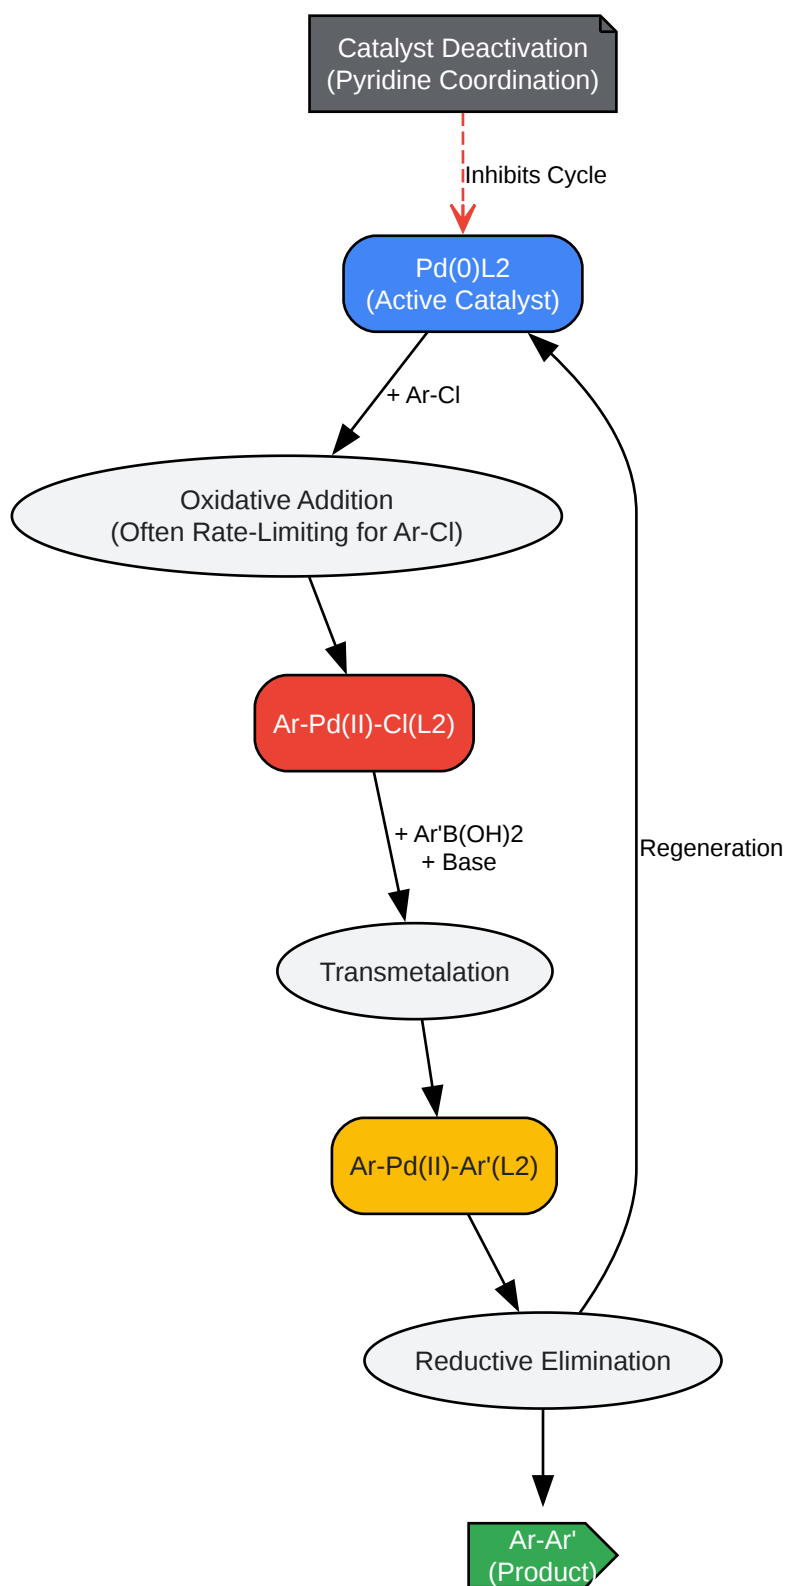 Catalyst Deactivation
(Pyridine Coordination)
Inhibits Cycle
Pd(0)L2
(Active Catalyst)
+ Ar-Cl
Oxidative Addition
(Often Rate-Limiting for Ar-Cl)
Ar-Pd(II)-Cl(L2)
+ Ar'B(OH)2
+ Base
Regeneration
Transmetalation
Ar-Pd(II)-Ar'(L2)
Reductive Elimination
Ar-Ar'
(Product)